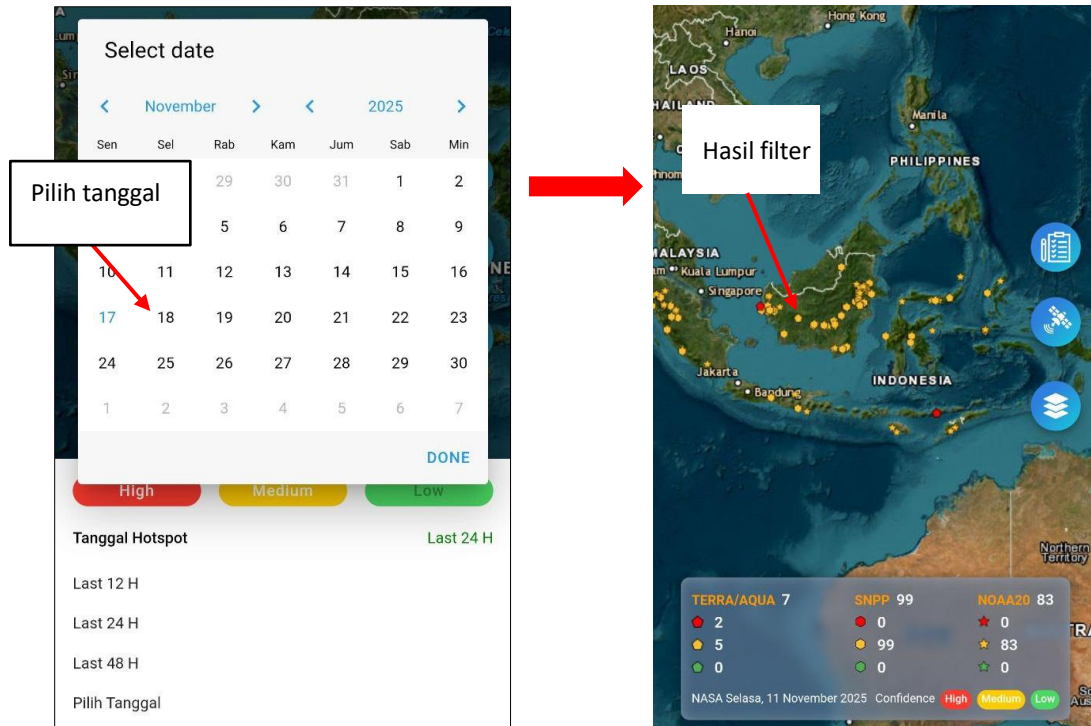 Select date
November
2025
Sen Sel Rab Kam Jum Sab Min
Pilih tanggal
29 30 31 1 2
5 6 7 8 9
10 11 12 13 14 15 16
17 18 19 20 21 22 23
24 25 26 27 28 29 30
1 2 3 4 5 6 7
DONE
High Medium Low
Tanggal Hotspot Last 24 H
Last 12 H
Last 24 H
Last 48 H
Pilih Tanggal
Hasil filter
Hong Kong
Hanoi
LAOS
Manila
PHILIPPINES
Kuala Lumpur
Singapore
Jakarta
Bandung
INDONESIA
Northern
Territory
TERRA/AQUA 7 SNPP 99 NOAA20 83
2 0 0
5 99 83
0 0 0
NASA Selasa, 11 November 2025 Confidence High Medium Low